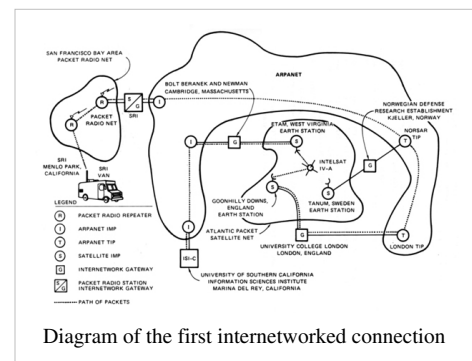 SAN FRANCISCO BAY AREA
PACKET RADIO NET
R
PACKET
RADIO NET
R
S
G
SRI
I
ARPANET
BOLT BERANEK AND NEWMAN
CAMBRIDGE, MASSACHUSETTS
NORWEGIAN DEFENSE
RESEARCH ESTABLISHMENT
KJELLER, NORWAY
ETAM, WEST VIRGINIA
EARTH STATION
NORSAR
TIP
I
G
S
G
T
INTELSAT
IV-A
SRI
MENLO PARK,
CALIFORNIA
SRI
VAN
S
S
GOONHILLY DOWNS,
ENGLAND
EARTH STATION
TANUM, SWEDEN
EARTH STATION
ATLANTIC PACKET
SATELLITE NET
I
G
T
UNIVERSITY COLLEGE LONDON
LONDON, ENGLAND
LONDON TIP
ISI-C
UNIVERSITY OF SOUTHERN CALIFORNIA
INFORMATION SCIENCES INSTITUTE
MARINA DEL REY, CALIFORNIA
LEGEND
R PACKET RADIO REPEATER
I ARPANET IMP
T ARPANET TIP
S SATELLITE IMP
G INTERNETWORK GATEWAY
S G PACKET RADIO STATION
INTERNETWORK GATEWAY
PATH OF PACKETS
Diagram of the first internetworked connection